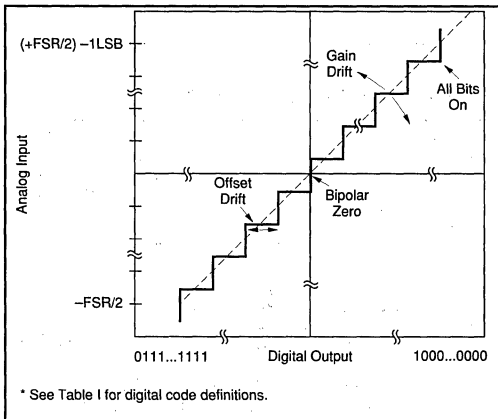 (+FSR/2) –1LSB
Gain
Drift
All Bits
On
Analog Input
Offset
Drift
Bipolar
Zero
–FSR/2
0111...1111
Digital Output
1000...0000
* See Table I for digital code definitions.